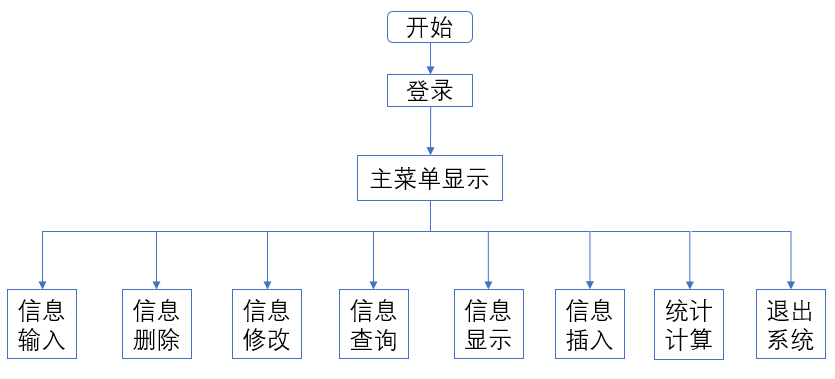 开始
登录
主菜单显示
信息 信息 信息 信息 信息 信息 统计 退出
输入 删除 修改 查询 显示 插入 计算 系统